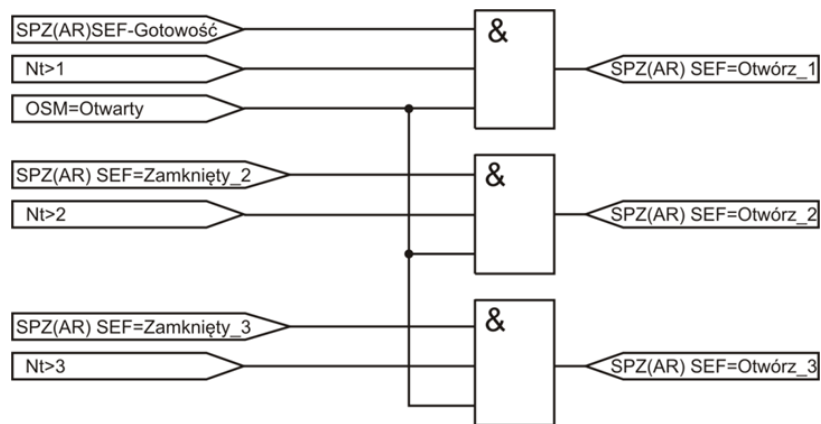 SPZ(AR)SEF-Gotowość
&
Nt>1
SPZ(AR) SEF=Otwórz_1
OSM=Otwarty
SPZ(AR) SEF=Zamknięty_2
&
Nt>2
SPZ(AR) SEF=Otwórz_2
SPZ(AR) SEF=Zamknięty_3
&
Nt>3
SPZ(AR) SEF=Otwórz_3